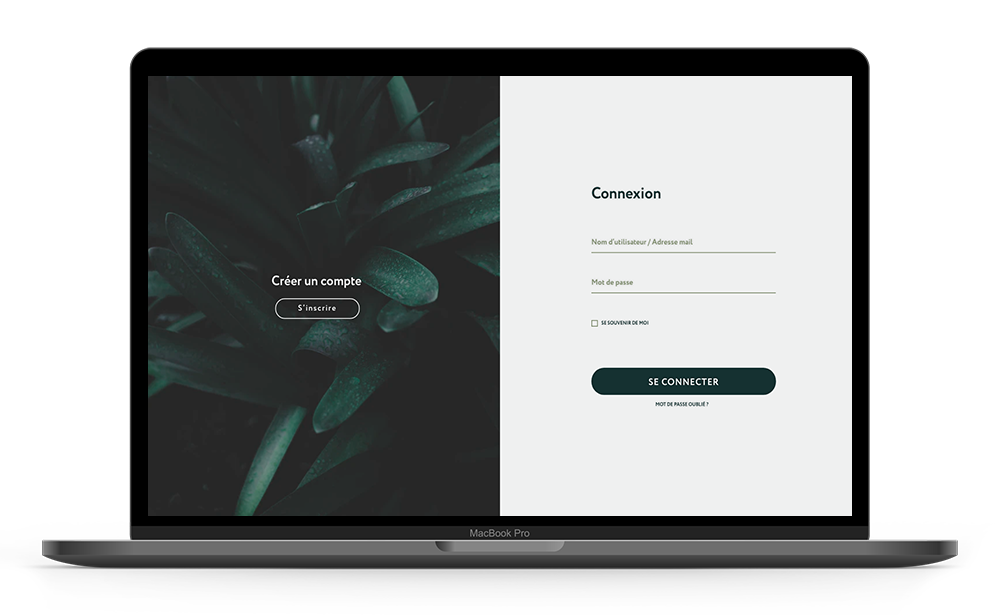 Créer un compte
S'inscrire
Connexion
Nom d'utilisateur / Adresse mail
Mot de passe
SE SOUVENIR DE MOI
SE CONNECTER
MOT DE PASSE OUBLIÉ ?
MacBook Pro